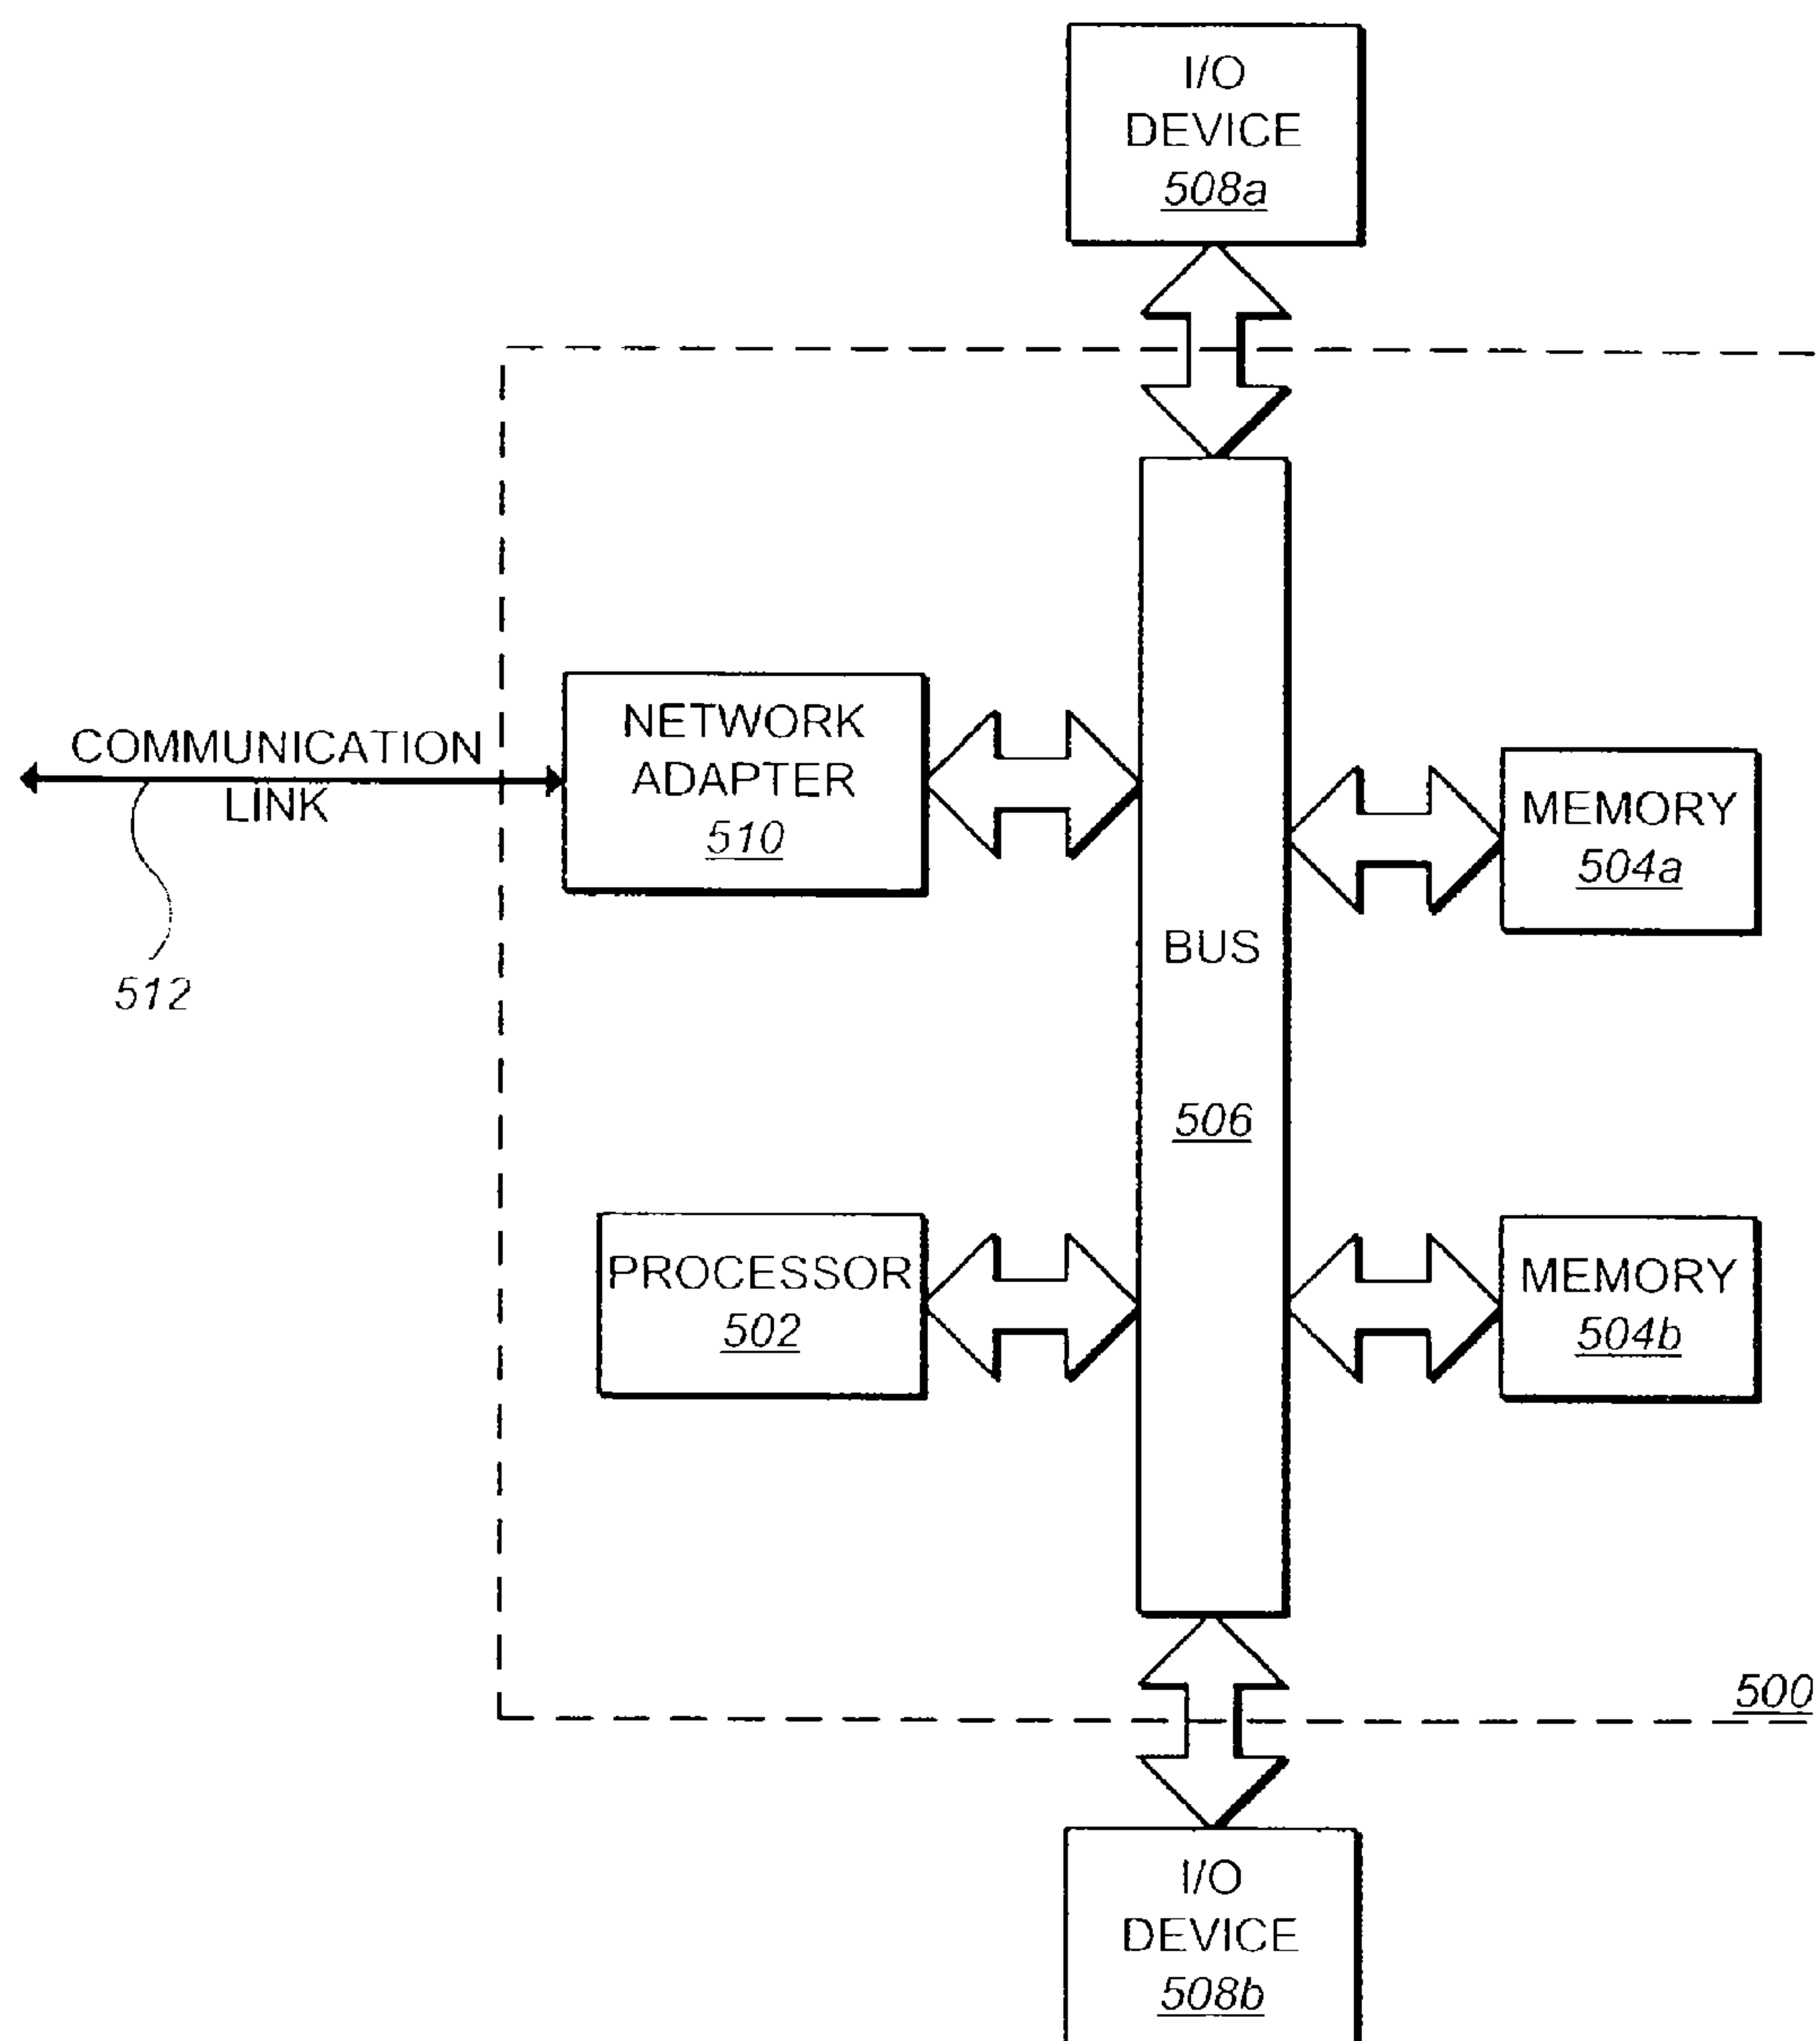 I/O
DEVICE
508a
COMMUNICATION
LINK
512
NETWORK
ADAPTER
510
BUS
506
MEMORY
504a
PROCESSOR
502
MEMORY
504b
500
I/O
DEVICE
508b